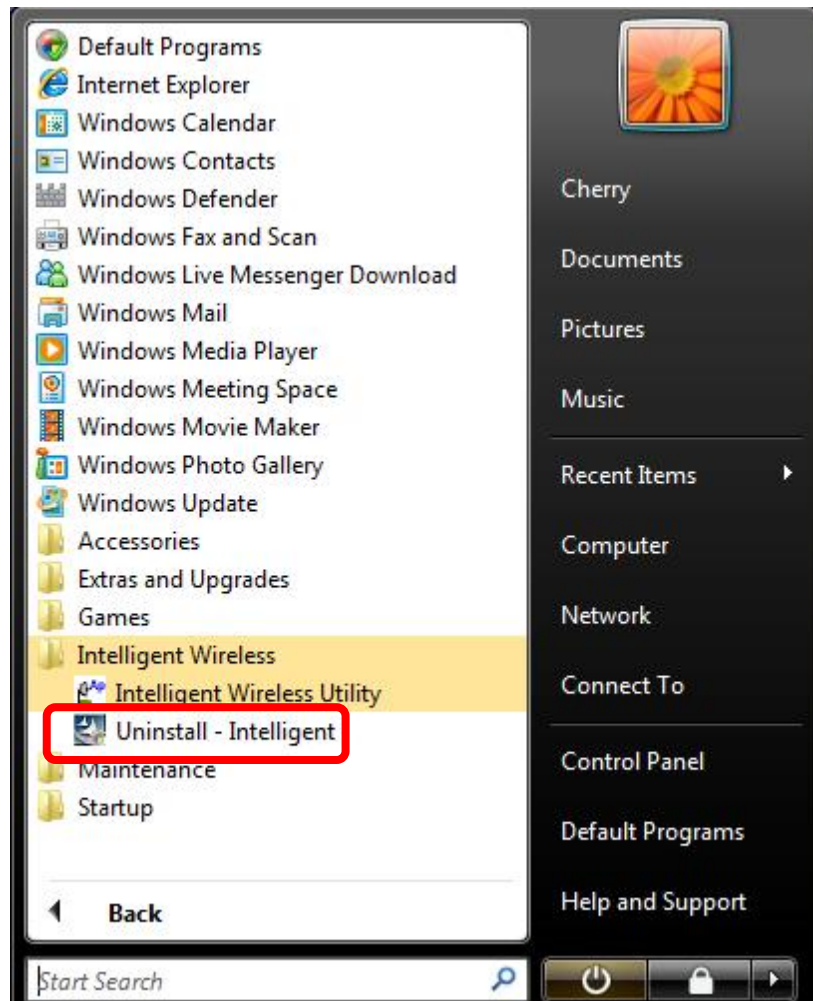 Default Programs
Internet Explorer
Windows Calendar
Windows Contacts
Windows Defender
Windows Fax and Scan
Windows Live Messenger Download
Windows Mail
Windows Media Player
Windows Meeting Space
Windows Movie Maker
Windows Photo Gallery
Windows Update
Accessories
Extras and Upgrades
Games
Intelligent Wireless
Intelligent Wireless Utility
Uninstall - Intelligent
Maintenance
Startup
Back
Start Search
Cherry
Documents
Pictures
Music
Recent Items
Computer
Network
Connect To
Control Panel
Default Programs
Help and Support